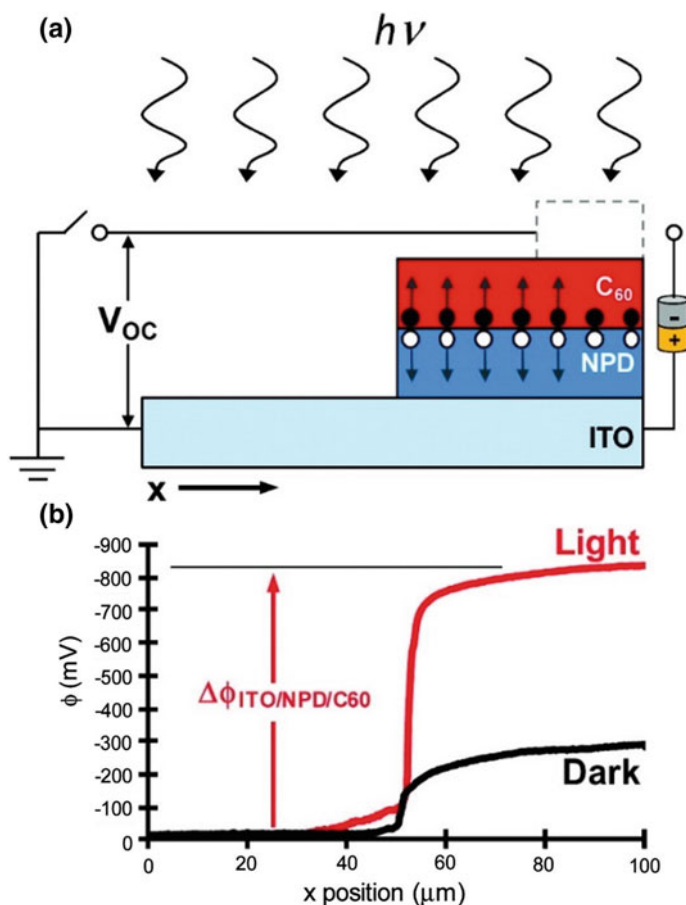 (a)
hν
V_OC
C_60
NPD
ITO
-
+
x
(b)
-900
-800
-700
-600
-500
-400
-300
-200
-100
0
ϕ (mV)
Light
Δϕ_ITO/NPD/C60
Dark
0 20 40 60 80 100
x position (μm)